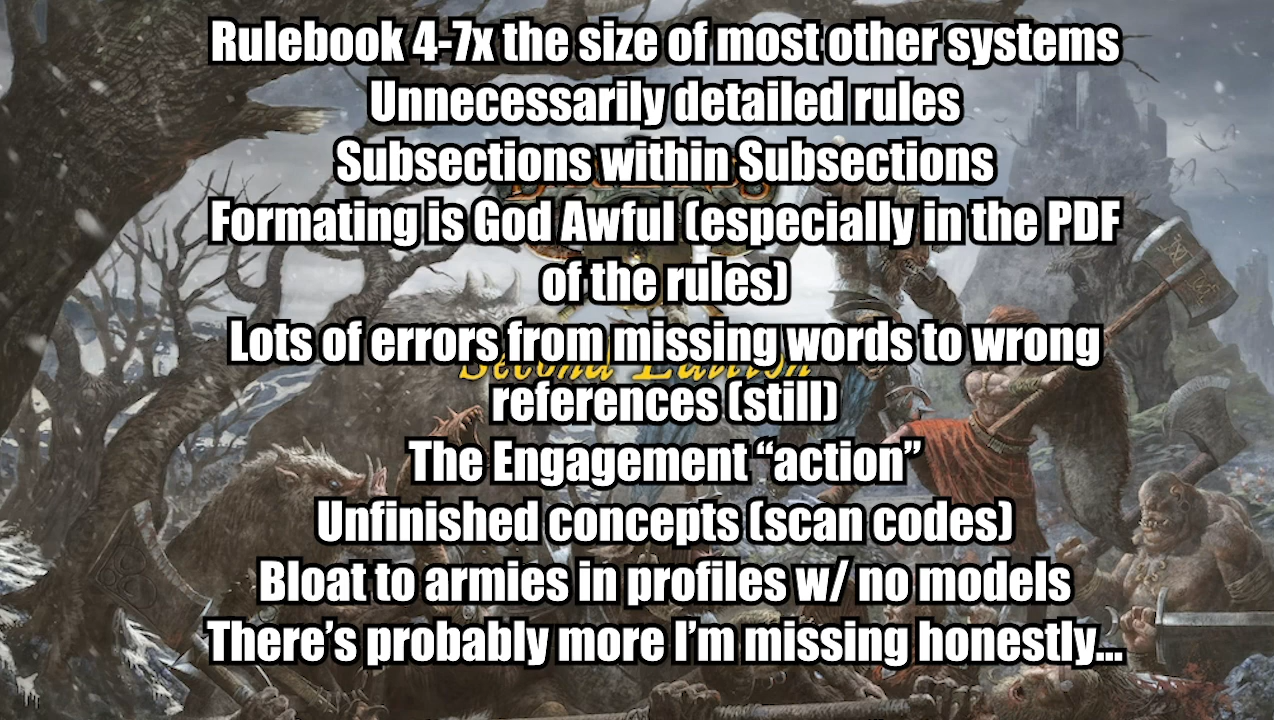 Rulebook 4-7x the size of most other systems
Unnecessarily detailed rules
Subsections within Subsections
Formating is God Awful (especially in the PDF
of the rules)
Lots of errors from missing words to wrong
Second Edition
references (still)
The Engagement “action”
Unfinished concepts (scan codes)
Bloat to armies in profiles w/ no models
There’s probably more I’m missing honestly...